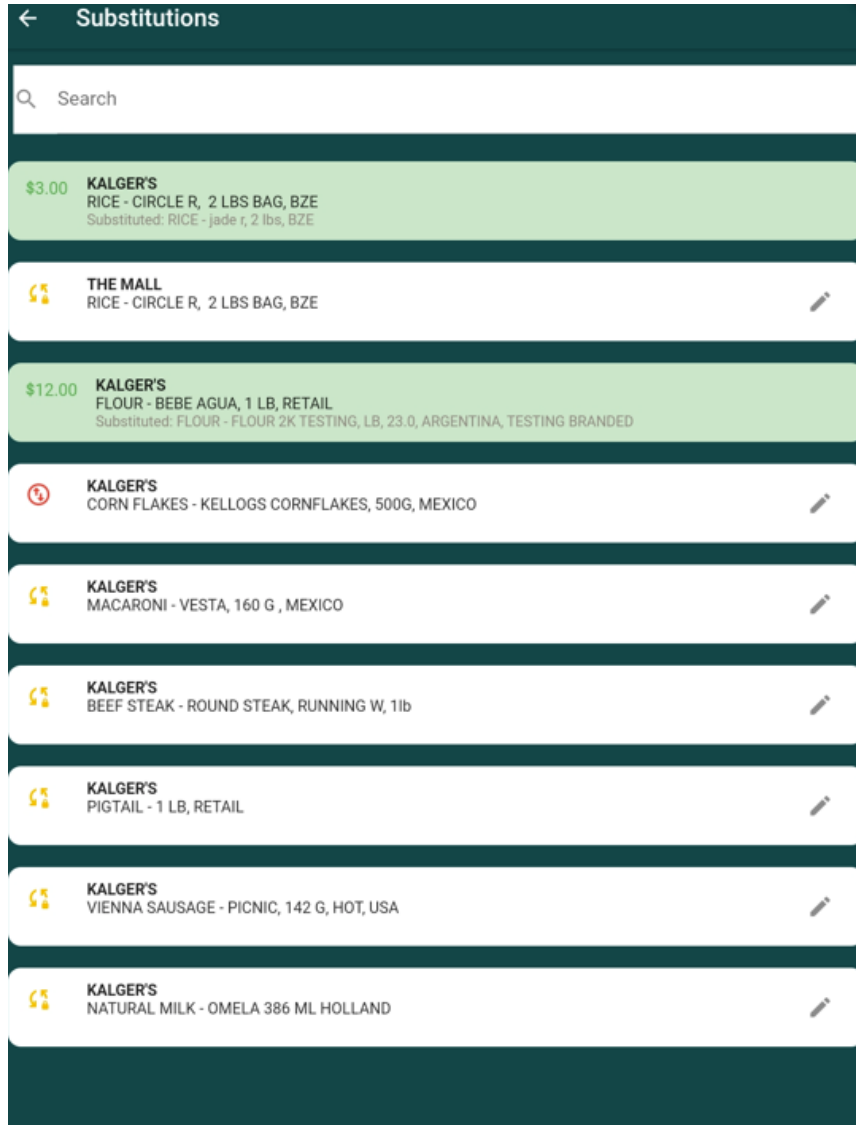 Substitutions
Search
$3.00 KALGER'S
RICE - CIRCLE R, 2 LBS BAG, BZE
Substituted: RICE - jade r, 2 lbs, BZE
THE MALL
RICE - CIRCLE R, 2 LBS BAG, BZE
$12.00 KALGER'S
FLOUR - BEBE AGUA, 1 LB, RETAIL
Substituted: FLOUR - FLOUR 2K TESTING, LB, 23.0, ARGENTINA, TESTING BRANDED
KALGER'S
CORN FLAKES - KELLOGS CORNFLAKES, 500G, MEXICO
KALGER'S
MACARONI - VESTA, 160 G , MEXICO
KALGER'S
BEEF STEAK - ROUND STEAK, RUNNING W, 1lb
KALGER'S
PIGTAIL - 1 LB, RETAIL
KALGER'S
VIENNA SAUSAGE - PICNIC, 142 G, HOT, USA
KALGER'S
NATURAL MILK - OMELA 386 ML HOLLAND